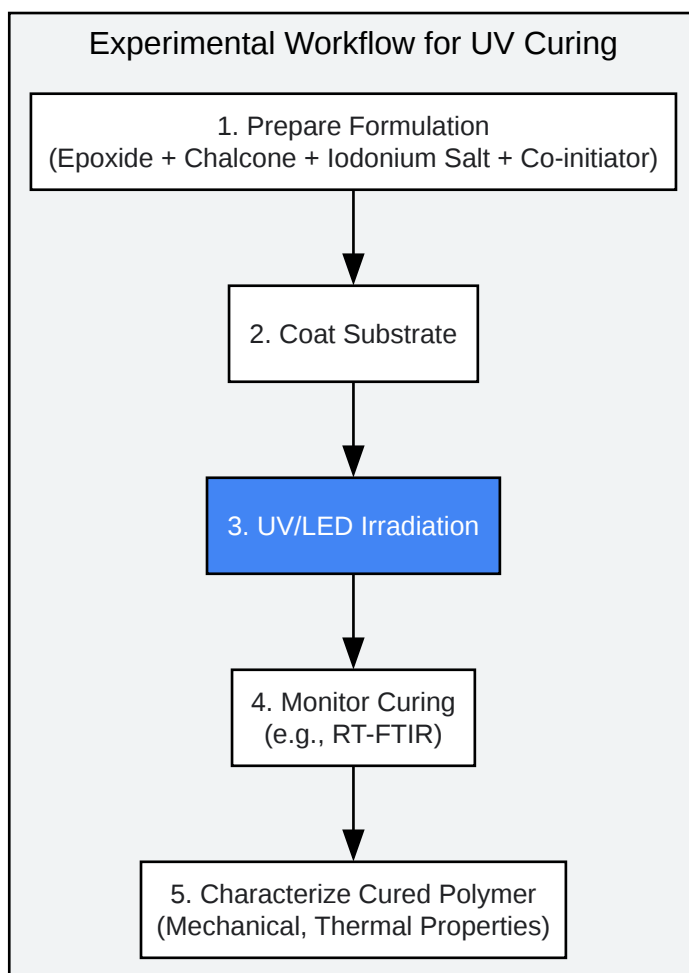 Experimental Workflow for UV Curing
1. Prepare Formulation
(Epoxide + Chalcone + Iodonium Salt + Co-initiator)
2. Coat Substrate
3. UV/LED Irradiation
4. Monitor Curing
(e.g., RT-FTIR)
5. Characterize Cured Polymer
(Mechanical, Thermal Properties)